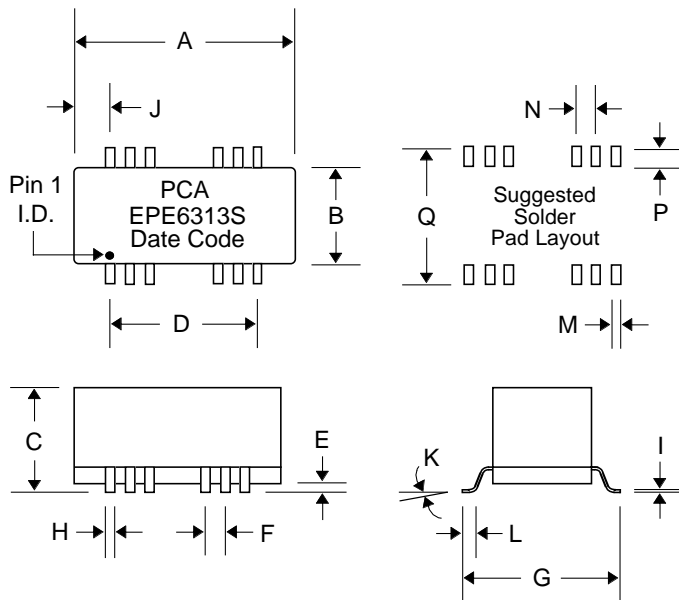 A
J
N
Pin 1
I.D.
PCA
EPE6313S
Date Code
B
Q
Suggested
Solder
Pad Layout
P
D
M
C
E
K
I
H
F
L
G